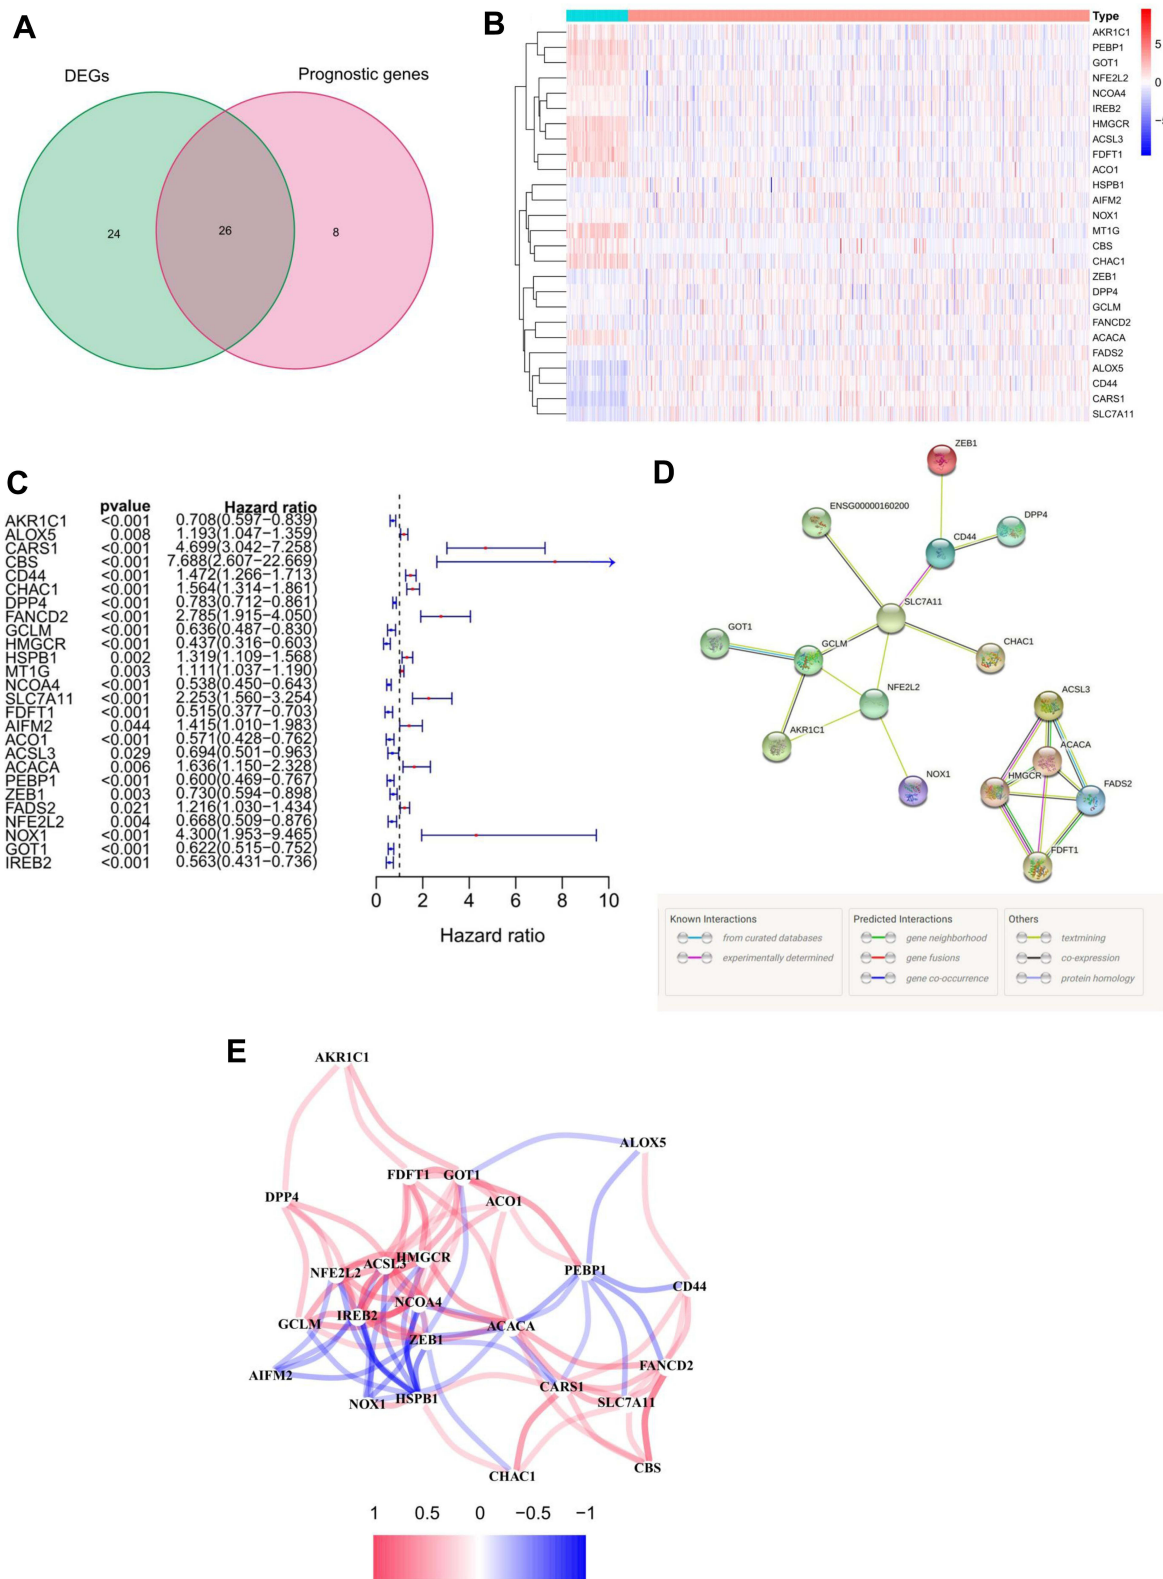 A
DEGs
Prognostic genes
24
26
8
B
Type
AKR1C1
PEBP1
GOT1
NFE2L2
NCOA4
IREB2
HMGCR
ACSL3
FDFT1
ACO1
HSPB1
AIFM2
NOX1
MT1G
CBS
CHAC1
ZEB1
DPP4
GCLM
FANCD2
ACACA
FADS2
ALOX5
CD44
CARS1
SLC7A11
5
0
−5
C
pvalue Hazard ratio
AKR1C1 <0.001 0.708(0.597−0.839)
ALOX5 0.008 1.193(1.047−1.359)
CARS1 <0.001 4.699(3.042−7.258)
CBS <0.001 7.688(2.607−22.669)
CD44 <0.001 1.472(1.266−1.713)
CHAC1 <0.001 1.564(1.314−1.861)
DPP4 <0.001 0.783(0.712−0.861)
FANCD2 <0.001 2.785(1.915−4.050)
GCLM <0.001 0.636(0.487−0.830)
HMGCR <0.001 0.437(0.316−0.603)
HSPB1 0.002 1.319(1.109−1.568)
MT1G 0.003 1.111(1.037−1.190)
NCOA4 <0.001 0.538(0.450−0.643)
SLC7A11 <0.001 2.253(1.560−3.254)
FDFT1 <0.001 0.515(0.377−0.703)
AIFM2 0.044 1.415(1.010−1.983)
ACO1 <0.001 0.571(0.428−0.762)
ACSL3 0.029 0.694(0.501−0.963)
ACACA 0.006 1.636(1.150−2.328)
PEBP1 <0.001 0.600(0.469−0.767)
ZEB1 0.003 0.730(0.594−0.898)
FADS2 0.021 1.216(1.030−1.434)
NFE2L2 0.004 0.668(0.509−0.876)
NOX1 <0.001 4.300(1.953−9.465)
GOT1 <0.001 0.622(0.515−0.752)
IREB2 <0.001 0.563(0.431−0.736)
0 2 4 6 8 10
Hazard ratio
D
ZEB1
ENSG00000160200
DPP4
CD44
SLC7A11
GOT1
GCLM
CHAC1
NFE2L2
ACSL3
AKR1C1
ACACA
NOX1
HMGCR
FADS2
FDFT1
Known Interactions
from curated databases
experimentally determined
Predicted Interactions
gene neighborhood
gene fusions
gene co-occurrence
Others
textmining
co-expression
protein homology
E
AKR1C1
ALOX5
FDFT1
GOT1
DPP4
ACO1
HMGCR
ACSL3
NFE2L2
PEBP1
CD44
NCOA4
IREB2
GCLM
ACACA
ZEB1
FANCD2
AIFM2
CARS1
NOX1
HSPB1
SLC7A11
CHAC1
CBS
1 0.5 0 −0.5 −1